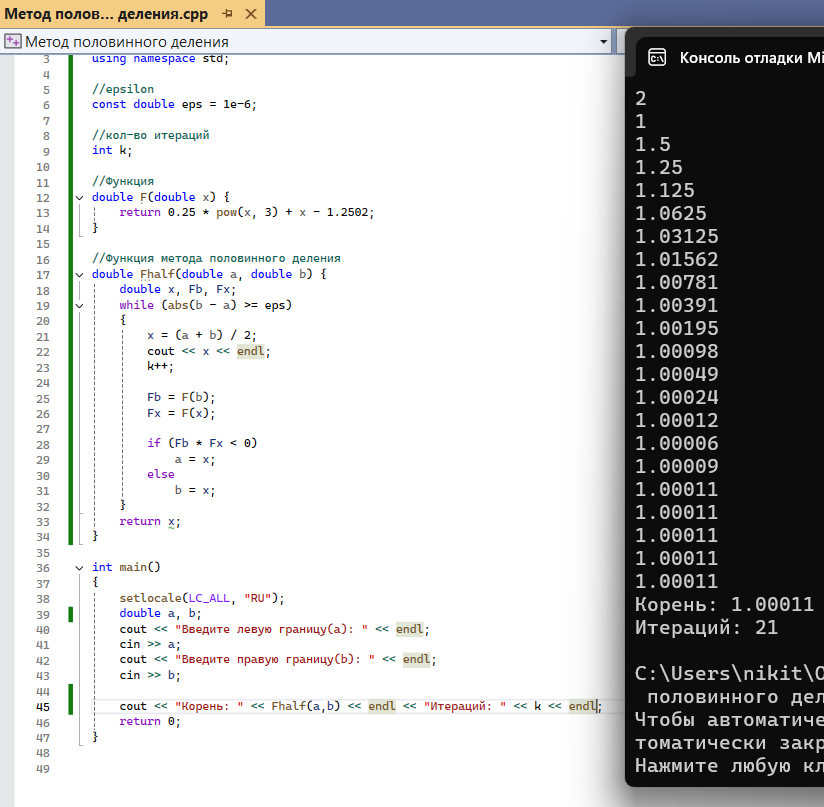 Метод полов... деления.cpp
Метод половинного деления
3 using namespace std;
4
5 //epsilon
6 const double eps = 1e-6;
7
8 //кол-во итераций
9 int k;
10
11 //Функция
12 double F(double x) {
13 return 0.25 * pow(x, 3) + x - 1.2502;
14 }
15
16 //Функция метода половинного деления
17 double Fhalf(double a, double b) {
18 double x, Fb, Fx;
19 while (abs(b - a) >= eps)
20 {
21 x = (a + b) / 2;
22 cout << x << endl;
23 k++;
24
25 Fb = F(b);
26 Fx = F(x);
27
28 if (Fb * Fx < 0)
29 a = x;
30 else
31 b = x;
32 }
33 return x;
34 }
35
36 int main()
37 {
38 setlocale(LC_ALL, "RU");
39 double a, b;
40 cout << "Введите левую границу(a): " << endl;
41 cin >> a;
42 cout << "Введите правую границу(b): " << endl;
43 cin >> b;
44
45 cout << "Корень: " << Fhalf(a,b) << endl << "Итераций: " << k << endl;
46 return 0;
47 }
48
49
Консоль отладки Mi
2
1
1.5
1.25
1.125
1.0625
1.03125
1.01562
1.00781
1.00391
1.00195
1.00098
1.00049
1.00024
1.00012
1.00006
1.00009
1.00011
1.00011
1.00011
1.00011
1.00011
Корень: 1.00011
Итераций: 21
C:\Users\nikit\O
половинного дел
Чтобы автоматиче
томатически закр
Нажмите любую кл